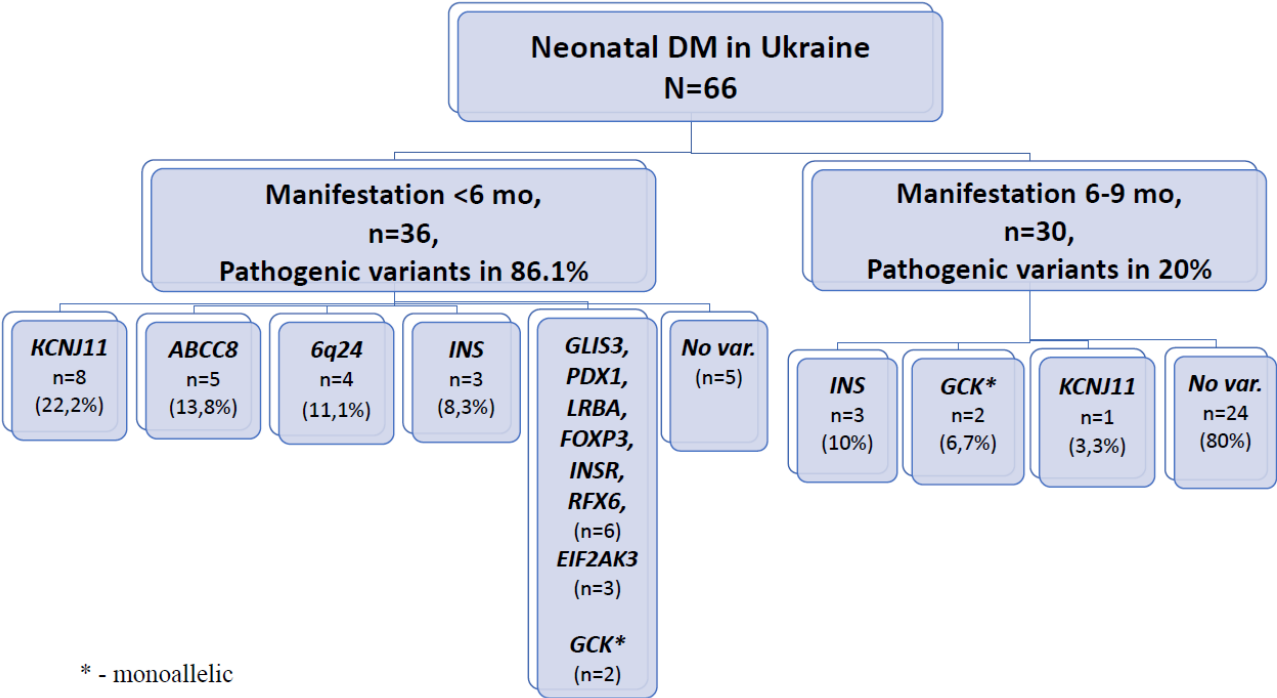 Neonatal DM in Ukraine
N=66
Manifestation <6 mo,
n=36,
Pathogenic variants in 86.1%
Manifestation 6-9 mo,
n=30,
Pathogenic variants in 20%
KCNJ11
n=8
(22,2%)
ABCC8
n=5
(13,8%)
6q24
n=4
(11,1%)
INS
n=3
(8,3%)
GLIS3,
PDX1,
LRBA,
FOXP3,
INSR,
RFX6,
(n=6)
EIF2AK3
(n=3)
GCK*
(n=2)
No var.
(n=5)
INS
n=3
(10%)
GCK*
n=2
(6,7%)
KCNJ11
n=1
(3,3%)
No var.
n=24
(80%)
* - monoallelic